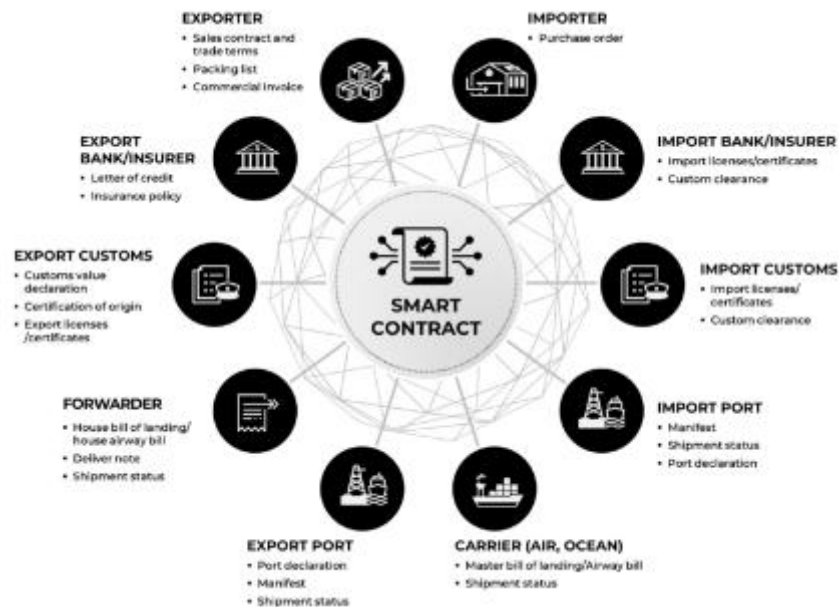 EXPORTER
• Sales contract and
trade terms
• Packing list
• Commercial Invoice
IMPORTER
• Purchase order
EXPORT
BANK/INSURER
• Letter of credit
• Insurance policy
IMPORT BANK/INSURER
• Import licenses/certificates
• Custom clearance
EXPORT CUSTOMS
• Customs value
declaration
• Certification of origin
• Export licenses
/certificates
SMART
CONTRACT
IMPORT CUSTOMS
• Import licenses/
certificates
• Custom clearance
FORWARDER
• House bill of landing/
house airway bill
• Deliver note
• Shipment status
IMPORT PORT
• Manifest
• Shipment status
• Port declaration
EXPORT PORT
• Port declaration
• Manifest
• Shipment status
CARRIER (AIR, OCEAN)
• Master bill of landing/Airway bill
• Shipment status